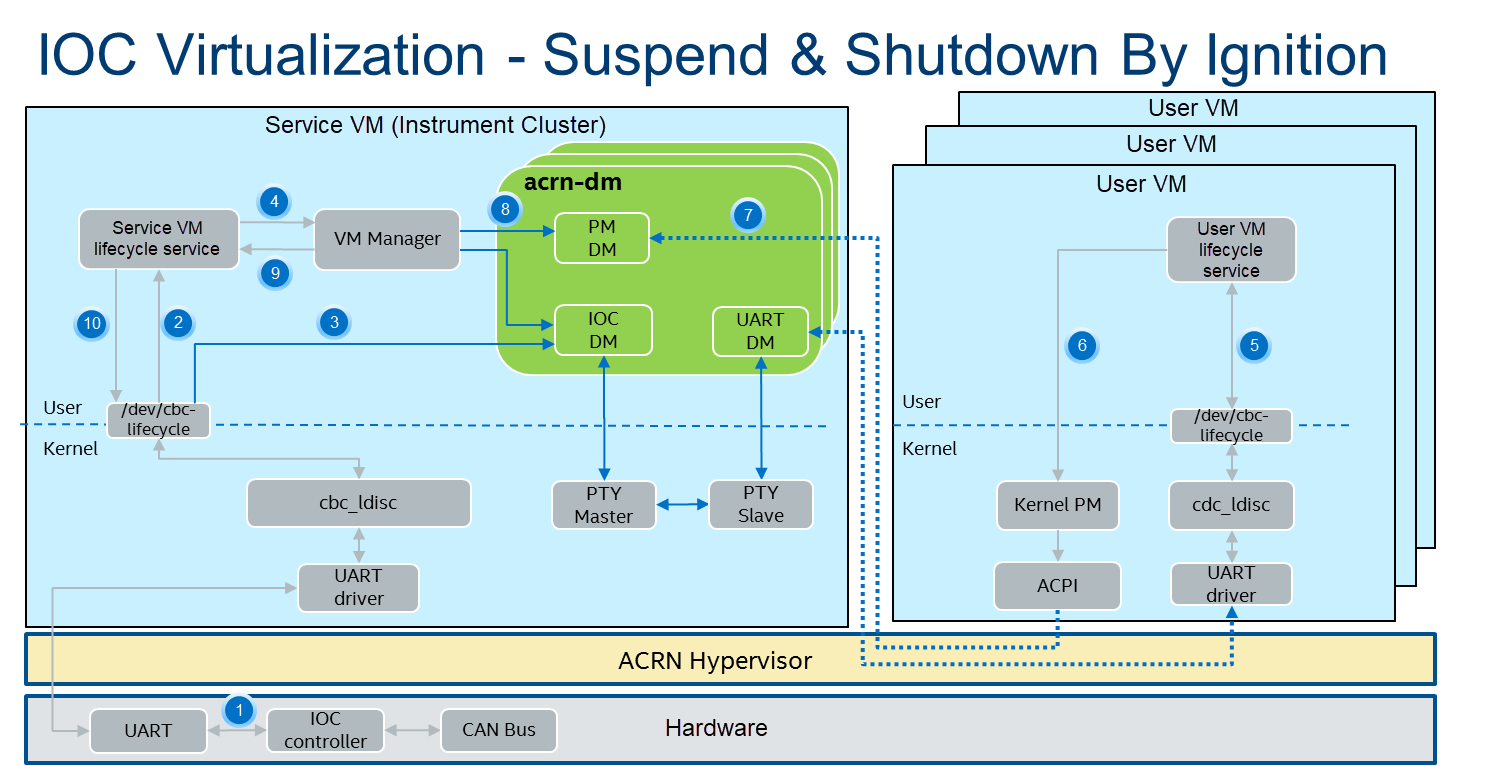 IOC Virtualization - Suspend & Shutdown By Ignition
Service VM (Instrument Cluster)
acrn-dm
4
8
7
Service VM
lifecycle service
VM Manager
PM
DM
9
10
2
3
IOC
DM
UART
DM
User
/dev/cbc-
lifecycle
Kernel
cbc_ldisc
PTY
Master
PTY
Slave
UART
driver
User VM
User VM
User VM
User VM
lifecycle
service
6
5
User
/dev/cbc-
lifecycle
Kernel
Kernel PM
cdc_ldisc
ACPI
UART
driver
ACRN Hypervisor
1
UART
IOC
controller
CAN Bus
Hardware